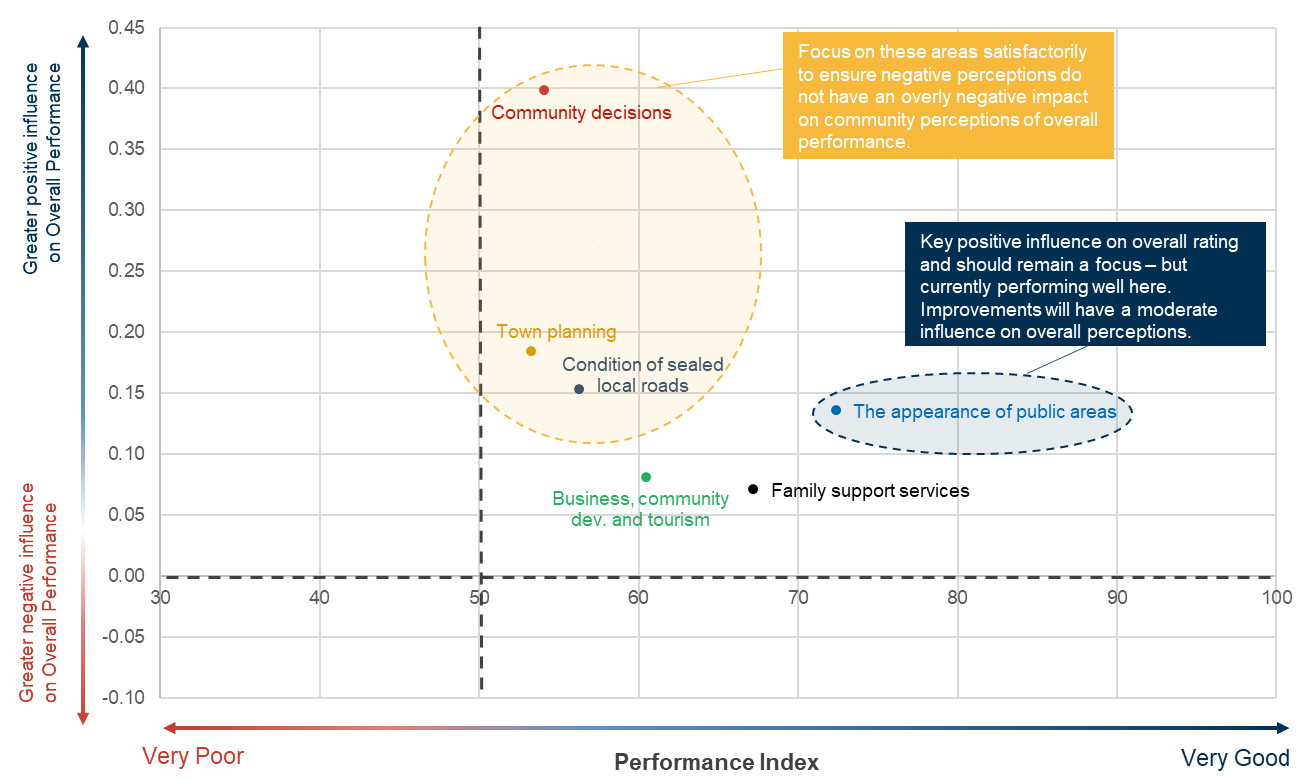 0.45
0.40
0.35
0.30
0.25
0.20
0.15
0.10
0.05
0.00
-0.05
-0.10
Greater positive influence
on Overall Performance
Greater negative influence
on Overall Performance
Focus on these areas satisfactorily
to ensure negative perceptions do
not have an overly negative impact
on community perceptions of overall
performance.
Community decisions
Key positive influence on overall rating
and should remain a focus – but
currently performing well here.
Improvements will have a moderate
influence on overall perceptions.
Town planning
Condition of sealed
local roads
The appearance of public areas
Business, community
dev. and tourism
Family support services
30 40 50 60 70 80 90 100
Very Poor
Performance Index
Very Good